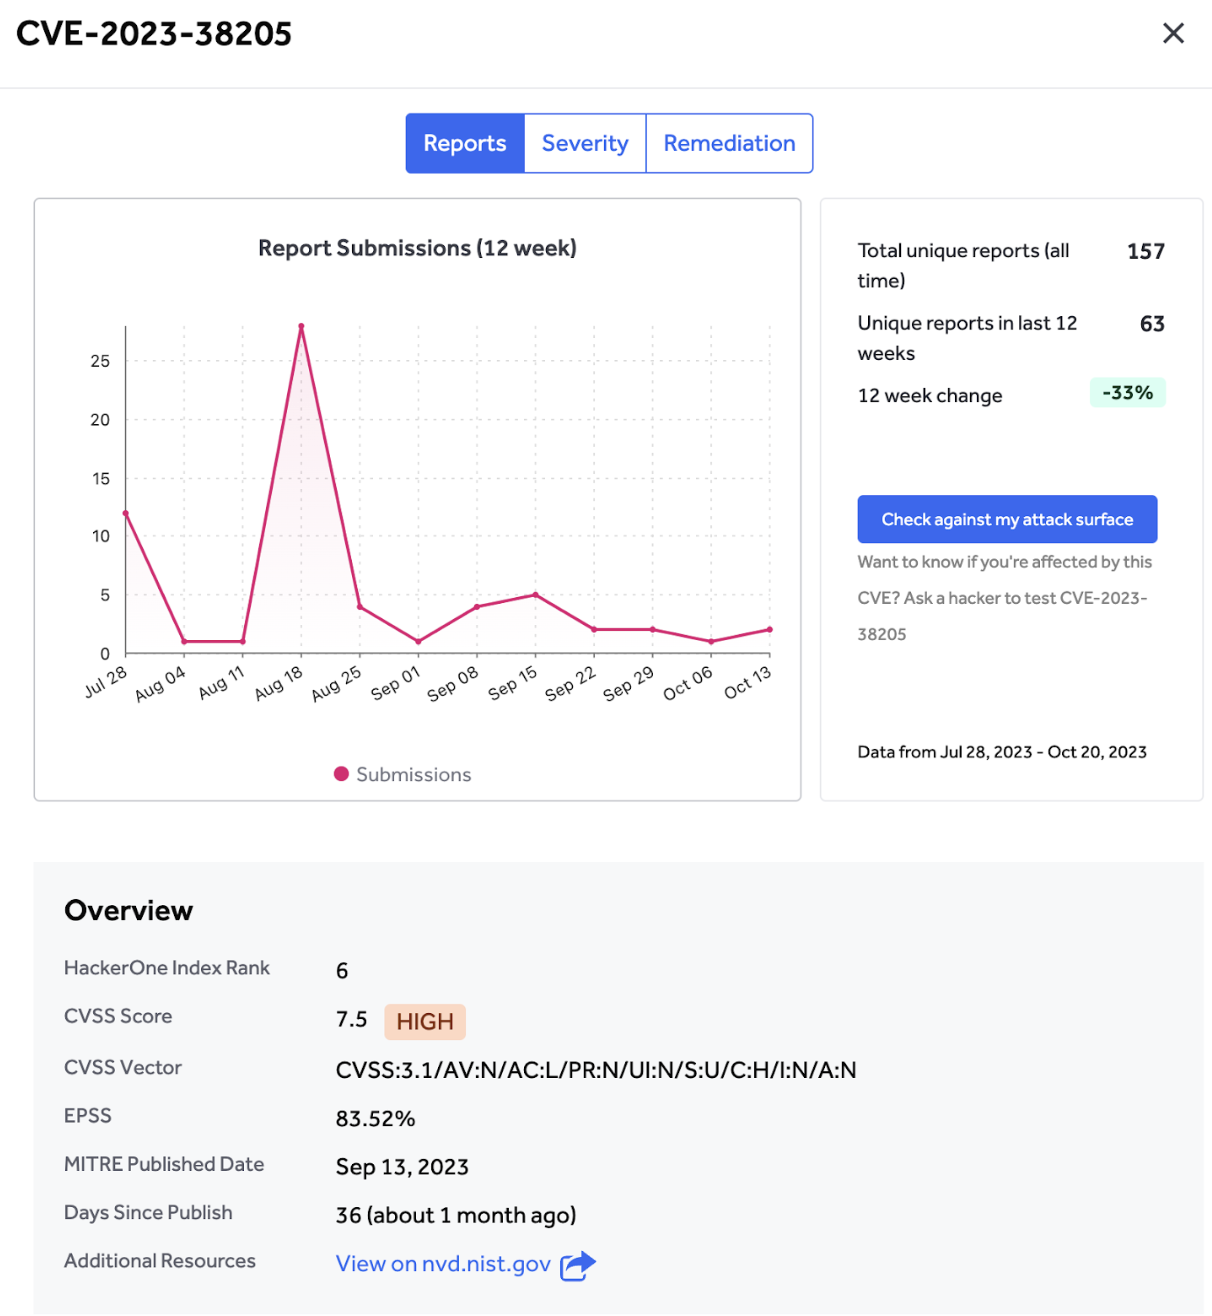 CVE-2023-38205
Reports Severity Remediation
Report Submissions (12 week)
25
20
15
10
5
0
Jul 28 Aug 04 Aug 11 Aug 18 Aug 25 Sep 01 Sep 08 Sep 15 Sep 22 Sep 29 Oct 06 Oct 13
Submissions
Total unique reports (all 157
time)
Unique reports in last 12 63
weeks
12 week change -33%
Check against my attack surface
Want to know if you're affected by this
CVE? Ask a hacker to test CVE-2023-
38205
Data from Jul 28, 2023 - Oct 20, 2023
Overview
HackerOne Index Rank 6
CVSS Score 7.5 HIGH
CVSS Vector CVSS:3.1/AV:N/AC:L/PR:N/UI:N/S:U/C:H/I:N/A:N
EPSS 83.52%
MITRE Published Date Sep 13, 2023
Days Since Publish 36 (about 1 month ago)
Additional Resources View on nvd.nist.gov